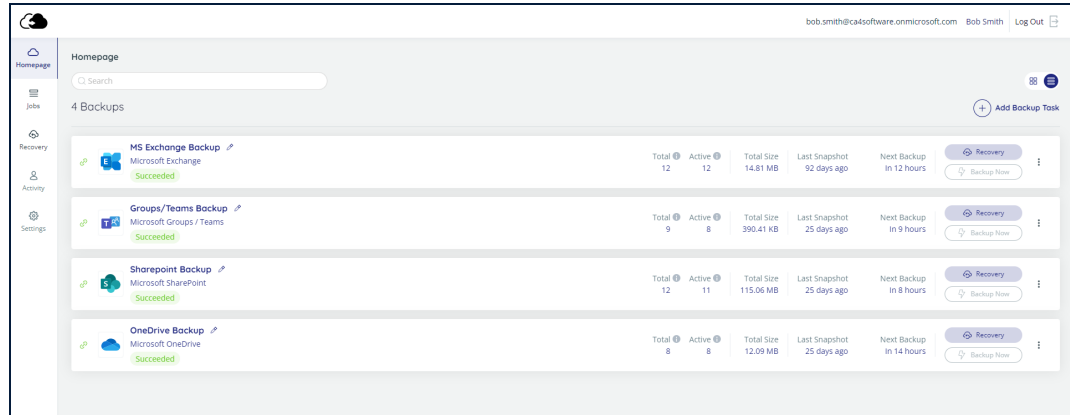 bob.smith@ca4software.onmicrosoft.com Bob Smith Log Out
Homepage
Jobs
Recovery
Activity
Settings
Homepage
Search
4 Backups
Add Backup Task
MS Exchange Backup
Microsoft Exchange
Succeeded
Total Active Total Size Last Snapshot Next Backup
12 12 14.81 MB 92 days ago In 12 hours
Recovery
Backup Now
Groups/Teams Backup
Microsoft Groups / Teams
Succeeded
Total Active Total Size Last Snapshot Next Backup
9 8 390.41 KB 25 days ago In 9 hours
Recovery
Backup Now
Sharepoint Backup
Microsoft SharePoint
Succeeded
Total Active Total Size Last Snapshot Next Backup
12 11 115.06 MB 25 days ago In 8 hours
Recovery
Backup Now
OneDrive Backup
Microsoft OneDrive
Succeeded
Total Active Total Size Last Snapshot Next Backup
8 8 12.09 MB 25 days ago In 14 hours
Recovery
Backup Now